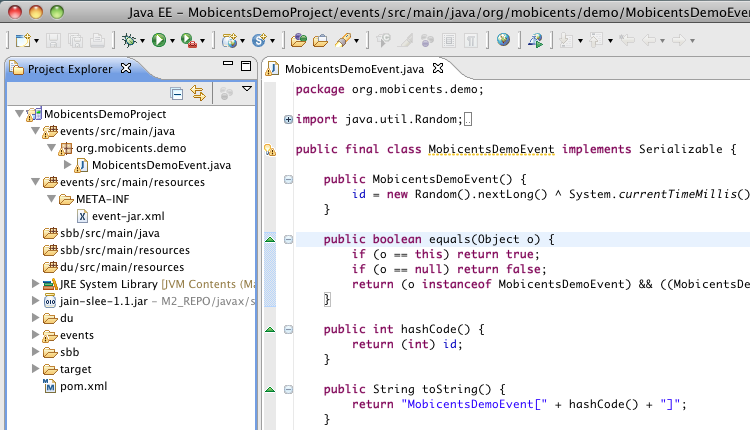 Java EE – MobicentsDemoProject/events/src/main/java/org/mobicents/demo/MobicentsDemoEve
Project Explorer
MobicentsDemoProject
events/src/main/java
org.mobicents.demo
MobicentsDemoEvent.java
events/src/main/resources
META-INF
event-jar.xml
sbb/src/main/java
sbb/src/main/resources
du/src/main/resources
JRE System Library [JVM Contents (Ma
jain-slee-1.1.jar - M2_REPO/javax/s
du
events
sbb
target
pom.xml
MobicentsDemoEvent.java
package org.mobicents.demo;
import java.util.Random;
public final class MobicentsDemoEvent implements Serializable {
public MobicentsDemoEvent() {
id = new Random().nextLong() ^ System.currentTimeMillis()
}
public boolean equals(Object o) {
if (o == this) return true;
if (o == null) return false;
return (o instanceof MobicentsDemoEvent) && ((MobicentsDe
}
public int hashCode() {
return (int) id;
}
public String toString() {
return "MobicentsDemoEvent[" + hashCode() + "]";
}